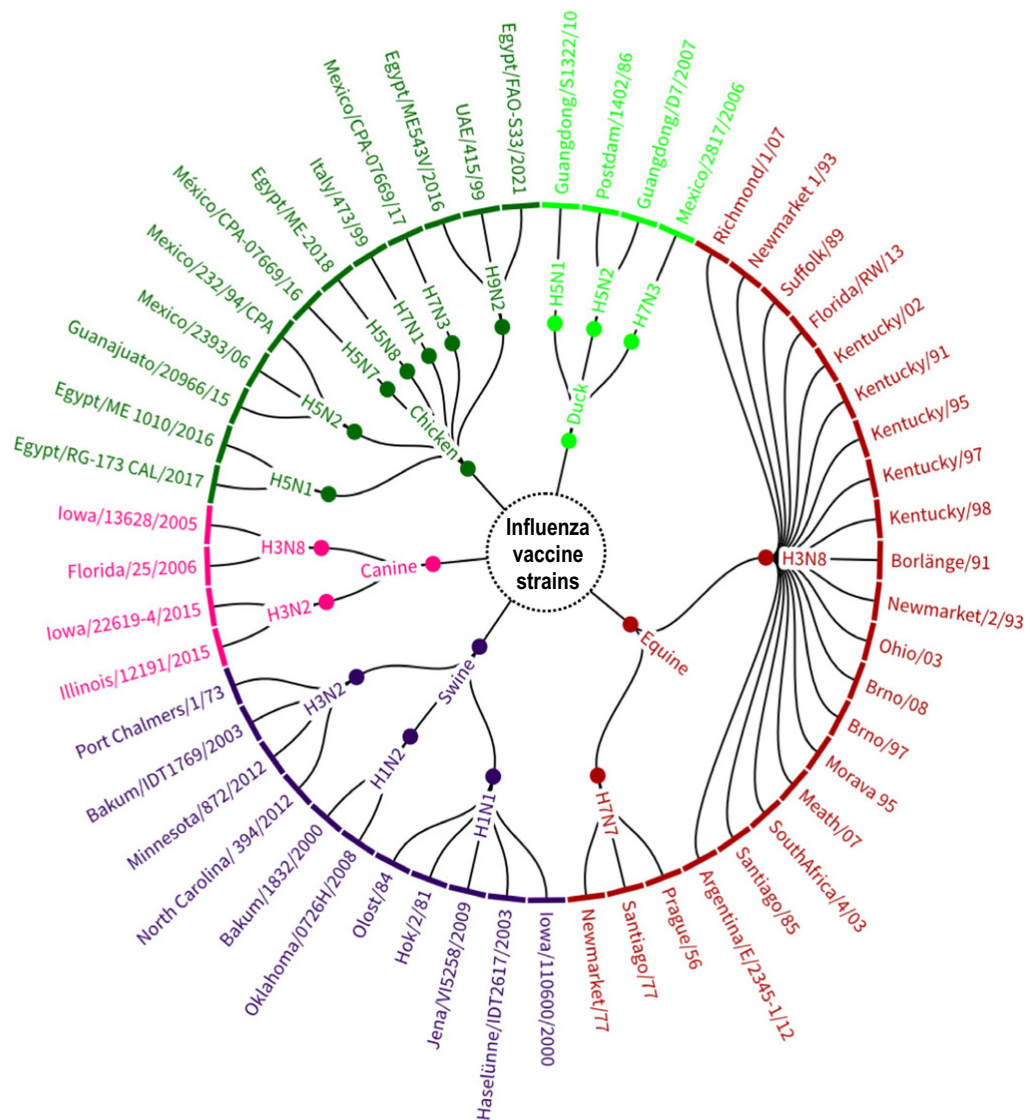 Influenza
vaccine
strains
Chicken
H5N1
Egypt/RG-173 CAL/2017
Egypt/ME 1010/2016
H5N2
Guanajuato/20966/15
Mexico/2393/06
Mexico/232/94/CPA
H5N7
México/CPA-07669/16
H5N8
Egypt/ME-2018
H7N1
Italy/473/99
H7N3
Mexico/CPA-07669/17
H9N2
Egypt/ME543V/2016
UAE/415/99
Egypt/FAO-S33/2021
Duck
H5N1
Guangdong/S1322/10
H5N2
Postdam/1402/86
Guangdong/D7/2007
H7N3
Mexico/2817/2006
Equine
H3N8
Richmond/1/07
Newmarket 1/93
Suffolk/89
Florida/RW/13
Kentucky/02
Kentucky/91
Kentucky/95
Kentucky/97
Kentucky/98
Borlänge/91
Newmarket/2/93
Ohio/03
Brno/08
Brno/97
Morava 95
Meath/07
SouthAfrica/4/03
Santiago/85
Argentina/E/2345-1/12
H7N7
Prague/56
Santiago/77
Newmarket/77
Swine
H1N1
Iowa/110600/2000
Haselünne/IDT2617/2003
Jena/VI5258/2009
Hok/2/81
Olost/84
H1N2
Oklahoma/0726H/2008
Bakum/1832/2000
H3N2
North Carolina/ 394/2012
Minnesota/872/2012
Bakum/IDT1769/2003
Port Chalmers/1/73
Canine
H3N2
Illinois/12191/2015
Iowa/22619-4/2015
H3N8
Florida/25/2006
Iowa/13628/2005